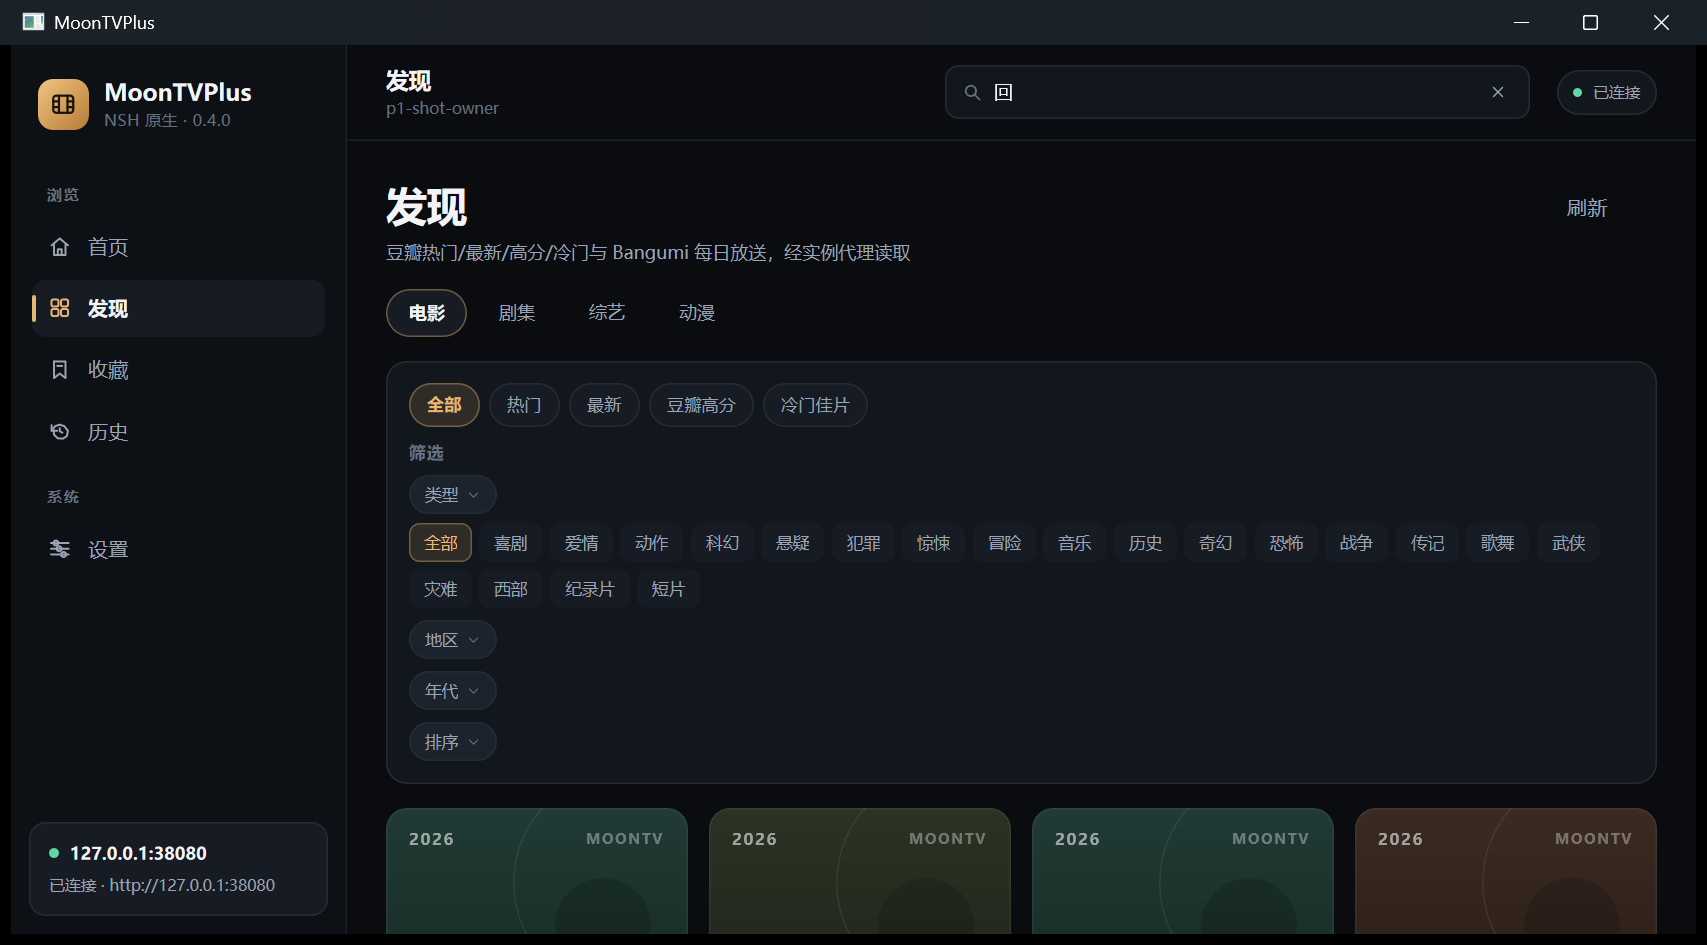 MoonTVPlus
MoonTVPlus
NSH 原生 · 0.4.0
浏览
首页
发现
收藏
历史
系统
设置
127.0.0.1:38080
已连接 · http://127.0.0.1:38080
发现
p1-shot-owner
回
已连接
发现
刷新
豆瓣热门/最新/高分/冷门与 Bangumi 每日放送，经实例代理读取
电影 剧集 综艺 动漫
全部 热门 最新 豆瓣高分 冷门佳片
筛选
类型
全部 喜剧 爱情 动作 科幻 悬疑 犯罪 惊悚 冒险 音乐 历史 奇幻 恐怖 战争 传记 歌舞 武侠
灾难 西部 纪录片 短片
地区
年代
排序
2026 MOONTV 2026 MOONTV 2026 MOONTV 2026 MOONTV